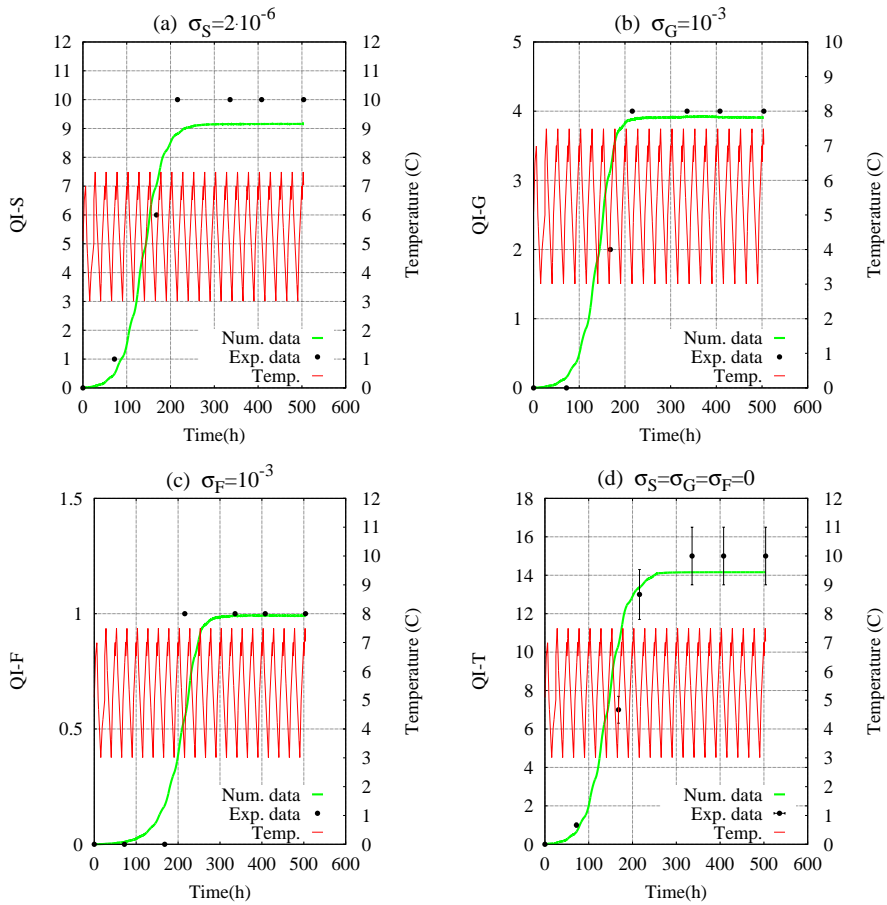 (a) σ_S=2·10^-6
12
11
10
9
8
7
6
5
4
3
2
1
0
QI-S
12
11
10
9
8
7
6
5
4
3
2
1
0
Temperature (C)
Num. data
Exp. data
Temp.
0 100 200 300 400 500 600
Time(h)
(b) σ_G=10^-3
5
4
3
2
1
0
QI-G
10
9
8
7
6
5
4
3
2
1
0
Temperature (C)
Num. data
Exp. data
Temp.
0 100 200 300 400 500 600
Time(h)
(c) σ_F=10^-3
1.5
1
0.5
0
QI-F
12
11
10
9
8
7
6
5
4
3
2
1
0
Temperature (C)
Num. data
Exp. data
Temp.
0 100 200 300 400 500 600
Time(h)
(d) σ_S=σ_G=σ_F=0
18
16
14
12
10
8
6
4
2
0
QI-T
12
11
10
9
8
7
6
5
4
3
2
1
0
Temperature (C)
Num. data
Exp. data
Temp.
0 100 200 300 400 500 600
Time(h)